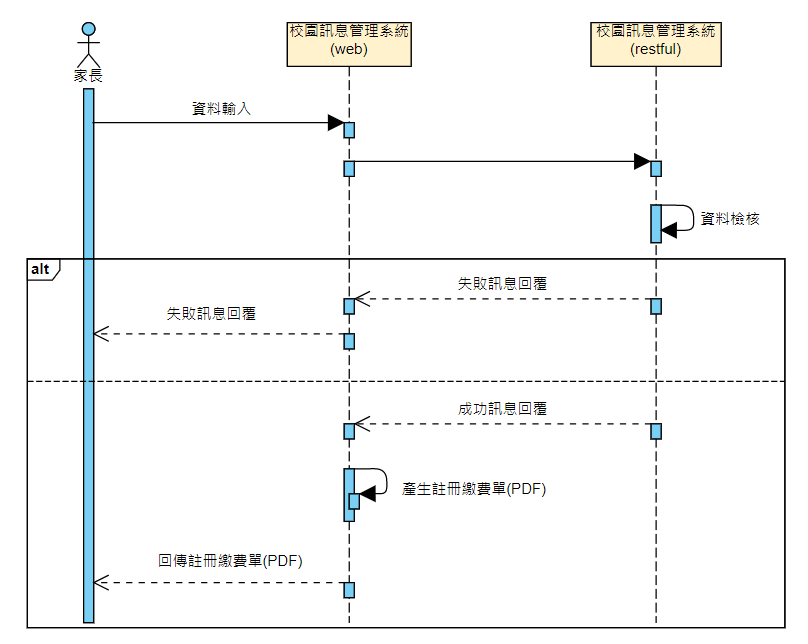 校園訊息管理系統
(web)
校園訊息管理系統
(restful)
家長
資料輸入
資料檢核
alt
失敗訊息回覆
失敗訊息回覆
成功訊息回覆
產生註冊繳費單(PDF)
回傳註冊繳費單(PDF)